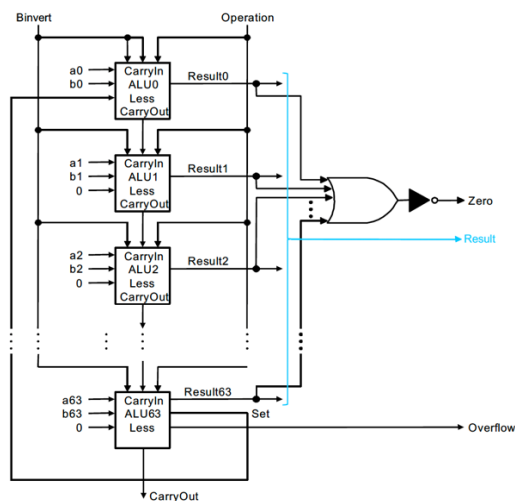 Binvert Operation
a0 CarryIn Result0
b0 ALU0
Less
CarryOut
a1 CarryIn Result1
b1 ALU1
0 Less
CarryOut
Zero
Result
a2 CarryIn Result2
b2 ALU2
0 Less
CarryOut
a63 CarryIn Result63
b63 ALU63 Set
0 Less Overflow
CarryOut